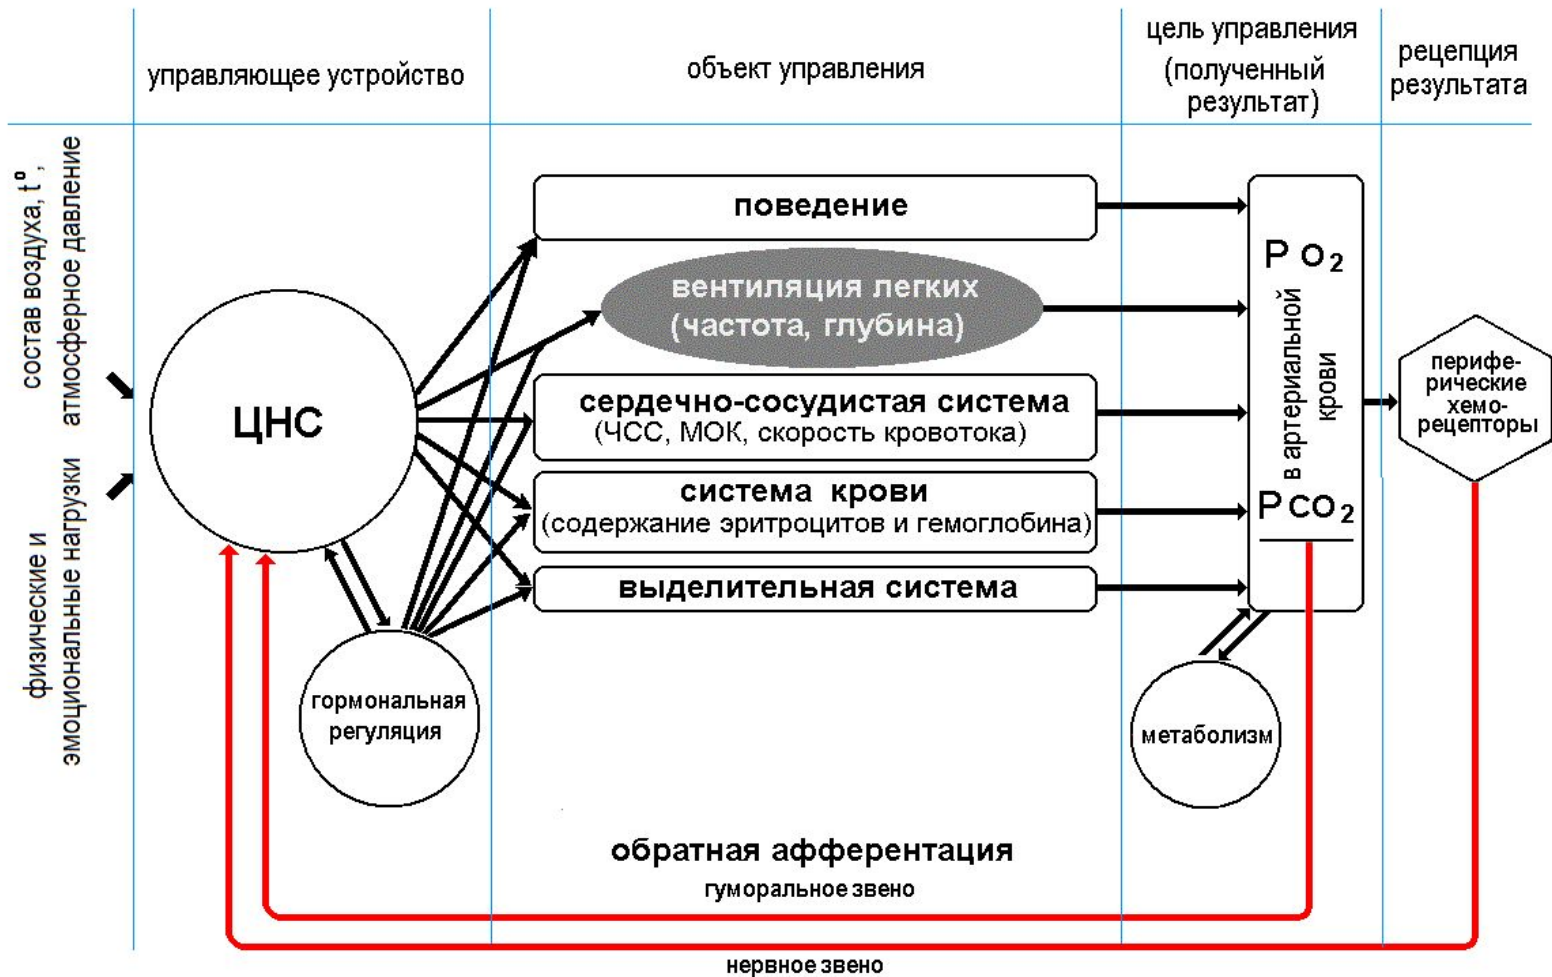 управляющее устройство
объект управления
цель управления
(полученный
результат)
рецепция
результата
состав воздуха, t°,
атмосферное давление
физические и
эмоциональные нагрузки
ЦНС
гормональная
регуляция
поведение
вентиляция легких
(частота, глубина)
сердечно-сосудистая система
(ЧСС, МОК, скорость кровотока)
система крови
(содержание эритроцитов и гемоглобина)
выделительная система
P O₂
в артериальной
крови
P CO₂
метаболизм
перифе-
рические
хемо-
рецепторы
обратная афферентация
гуморальное звено
нервное звено